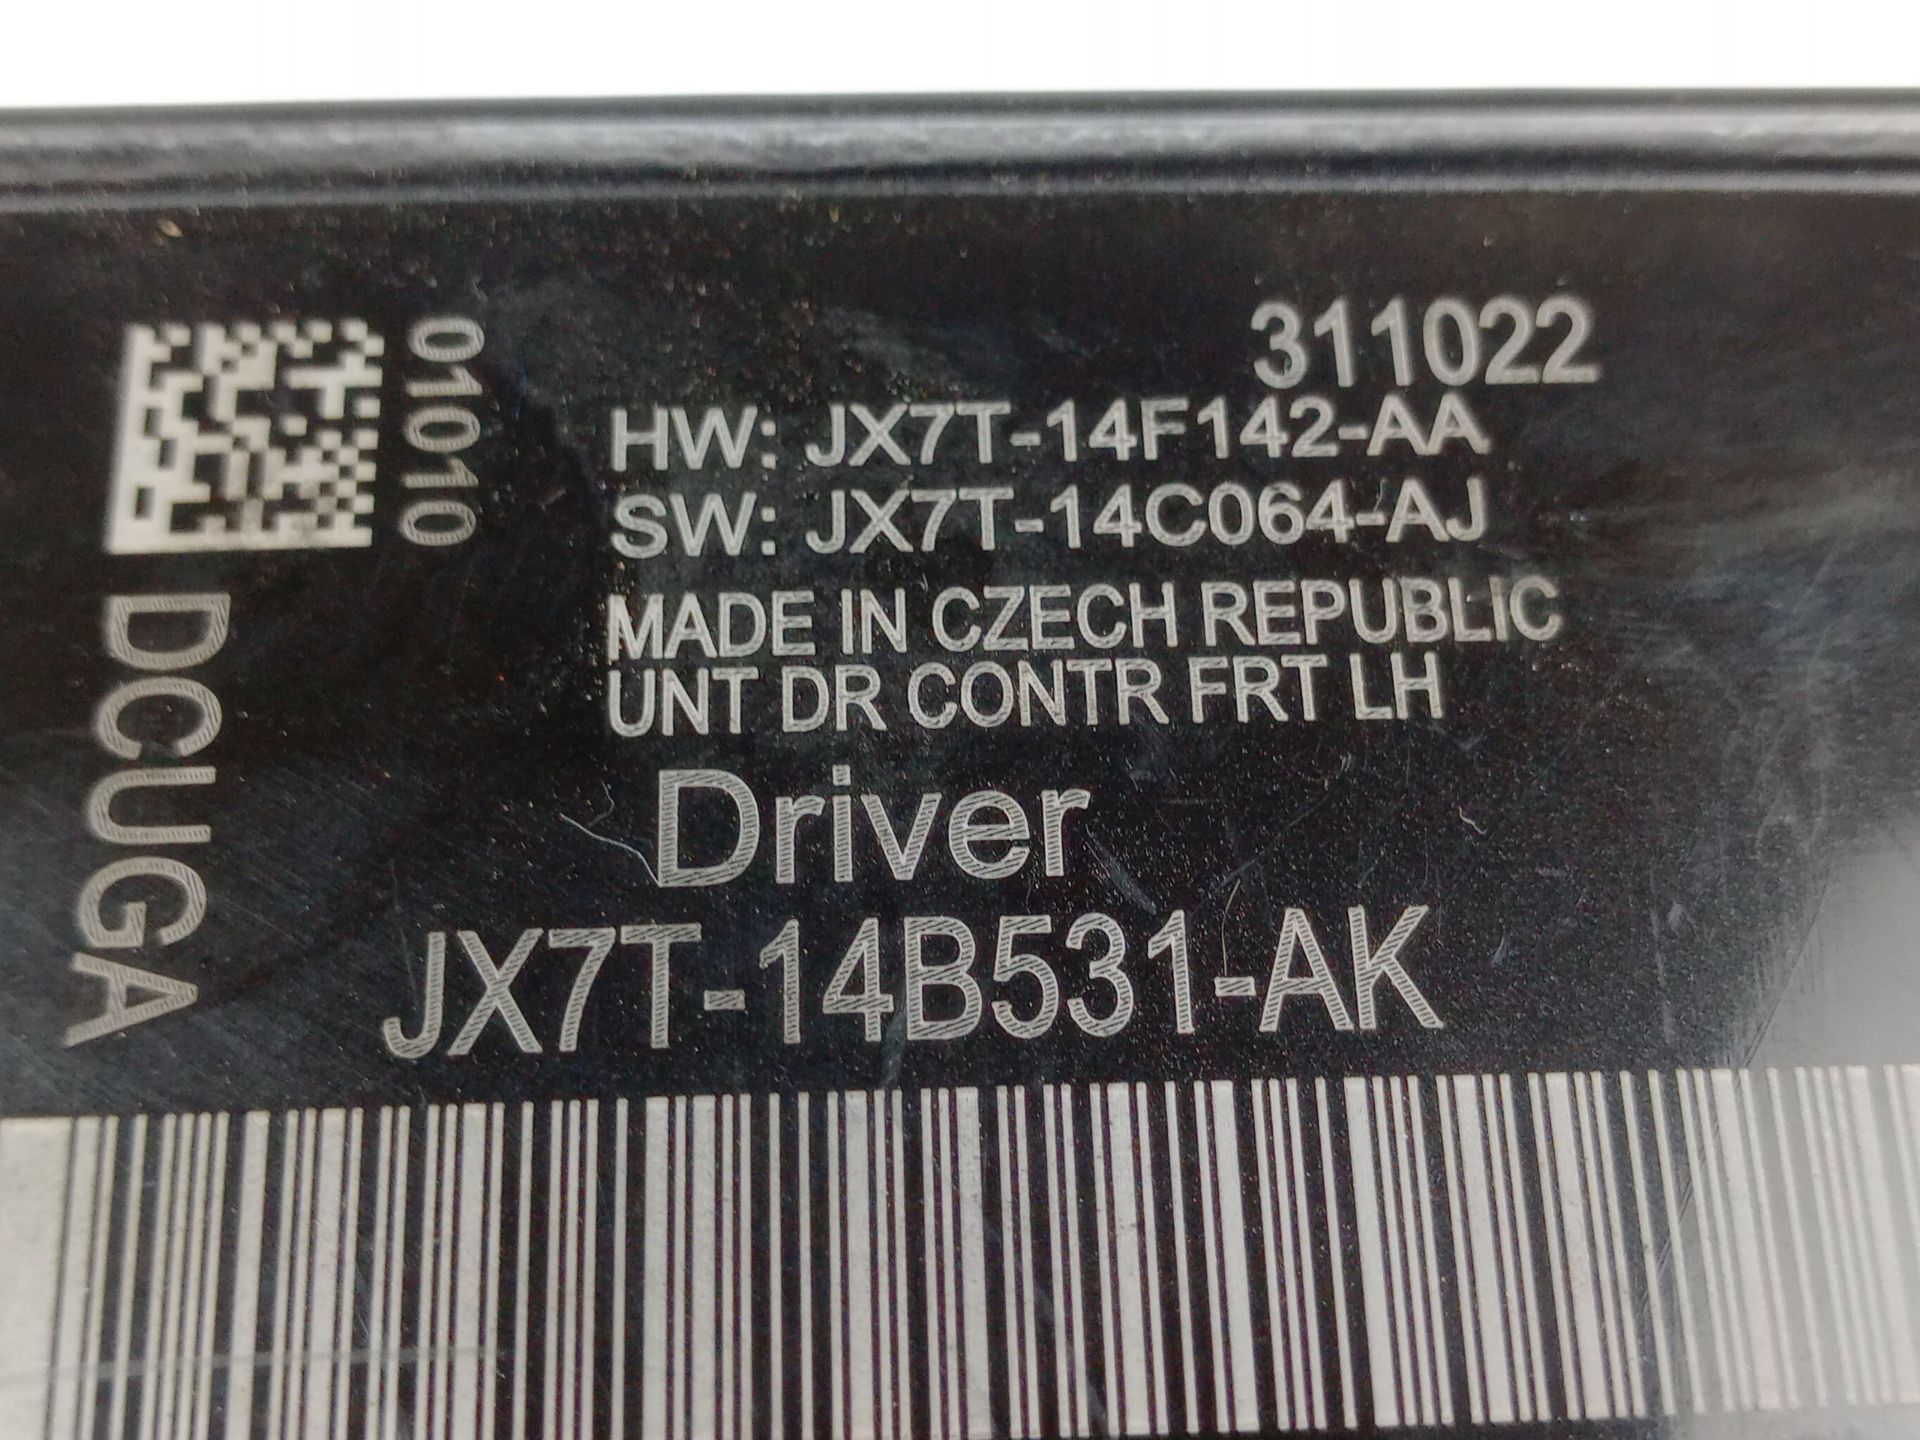 311022
01010
HW: JX7T-14F142-AA
SW: JX7T-14C064-AJ
MADE IN CZECH REPUBLIC
UNT DR CONTR FRT LH
DCUGA
Driver
JX7T-14B531-AK